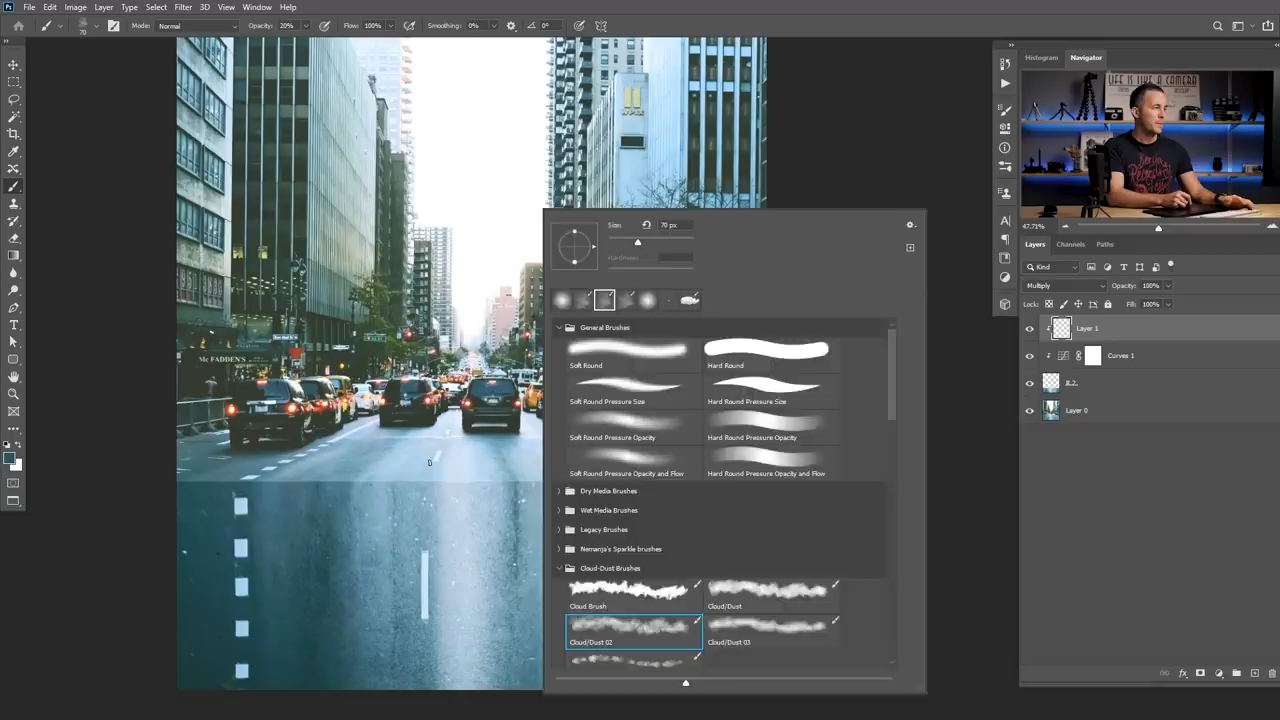 Ps File Edit Image Layer Type Select Filter 3D View Window Help
70 Mode: Normal Opacity: 20% Flow: 100% Smoothing: 0% 0°
Histogram Navigator
LIFE IS LIKE A CAMERA
47.71%
Layers Channels Paths
Kind
Multiply Opacity: 100%
Lock: Fill: 100%
Layer 1
Curves 1
Layer 0
McFADDEN'S
Size: 70 px
Hardness:
General Brushes
Soft Round Hard Round
Soft Round Pressure Size Hard Round Pressure Size
Soft Round Pressure Opacity Hard Round Pressure Opacity
Soft Round Pressure Opacity and Flow Hard Round Pressure Opacity and Flow
Dry Media Brushes
Wet Media Brushes
Legacy Brushes
Nemanja's Sparkle brushes
Cloud-Dust Brushes
Cloud Brush Cloud/Dust
Cloud/Dust 02 Cloud/Dust 03